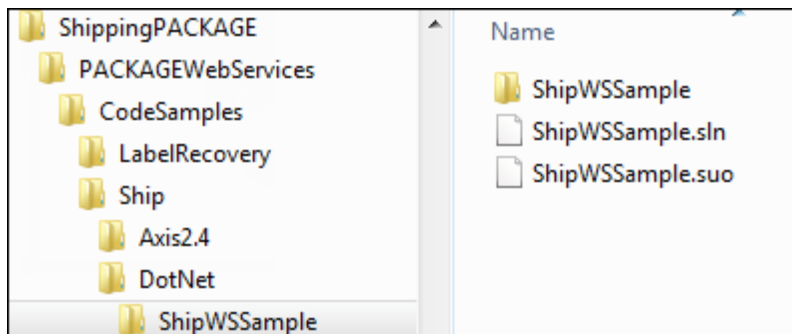 ShippingPACKAGE
PACKAGEWebServices
CodeSamples
LabelRecovery
Ship
Axis2.4
DotNet
ShipWSSample
Name
ShipWSSample
ShipWSSample.sln
ShipWSSample.suo